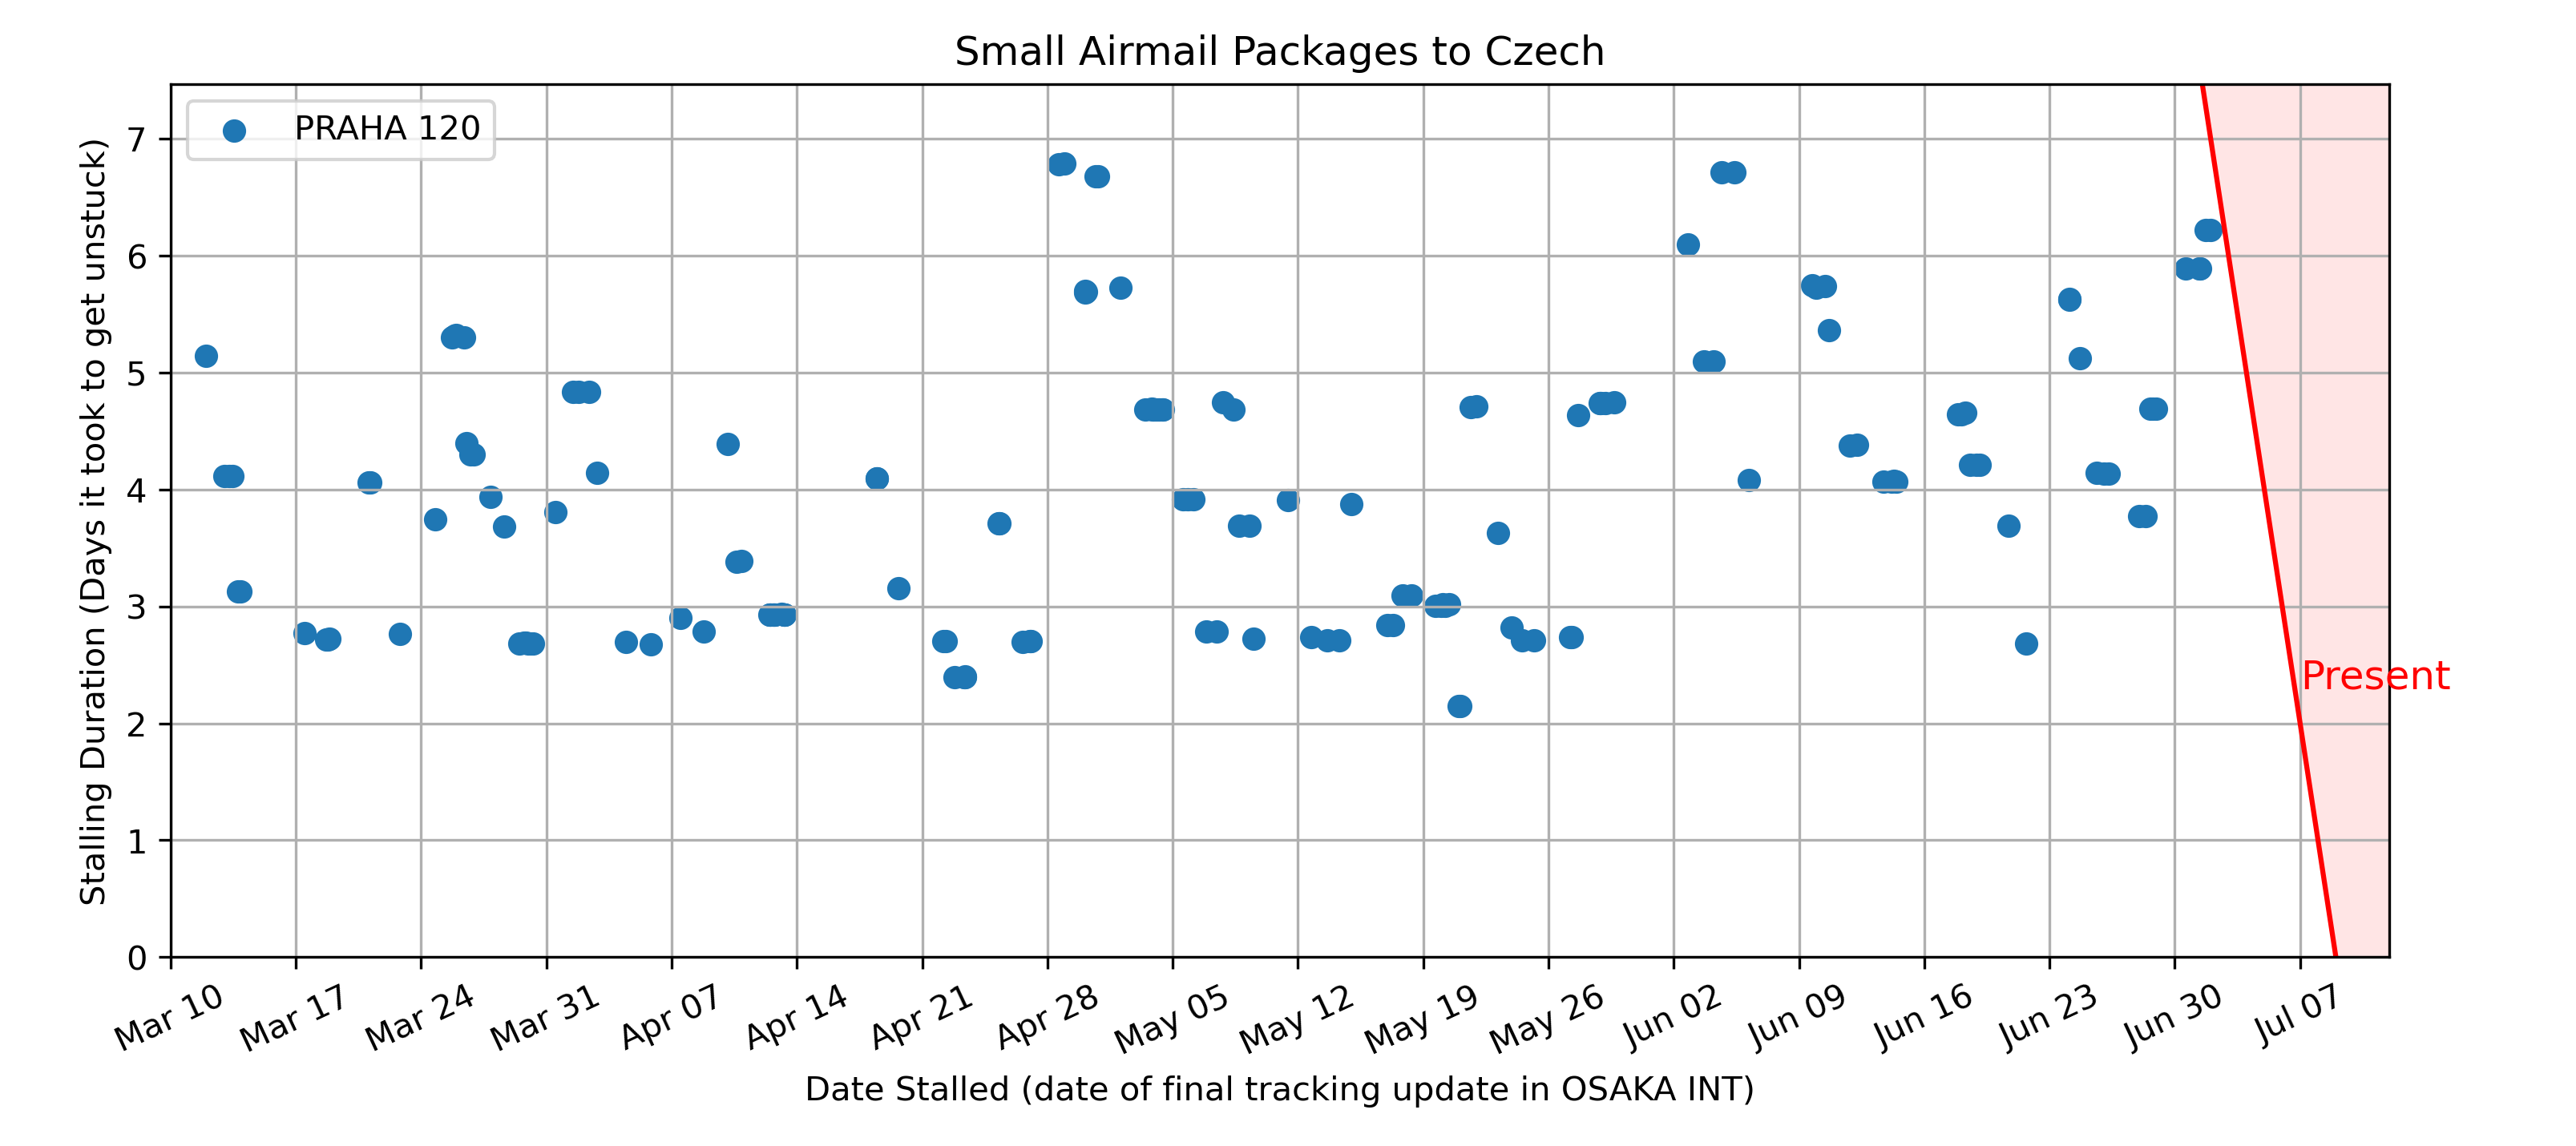 Small Airmail Packages to Czech
PRAHA 120
Stalling Duration (Days it took to get unstuck)
7
6
5
4
3
2
1
0
Present
Mar 10
Mar 17
Mar 24
Mar 31
Apr 07
Apr 14
Apr 21
Apr 28
May 05
May 12
May 19
May 26
Jun 02
Jun 09
Jun 16
Jun 23
Jun 30
Jul 07
Date Stalled (date of final tracking update in OSAKA INT)